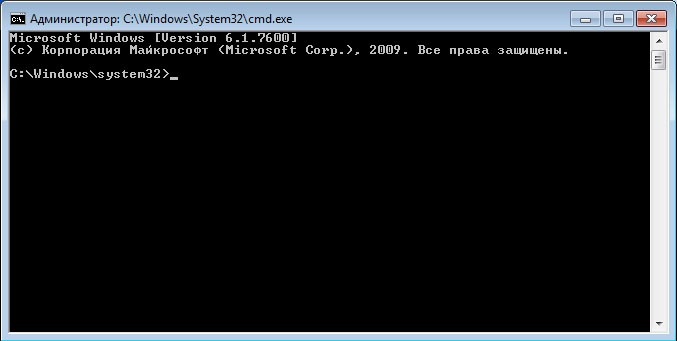 Администратор: C:\Windows\System32\cmd.exe
Microsoft Windows [Version 6.1.7600]
(c) Корпорация Майкрософт (Microsoft Corp.), 2009. Все права защищены.
C:\Windows\system32>_